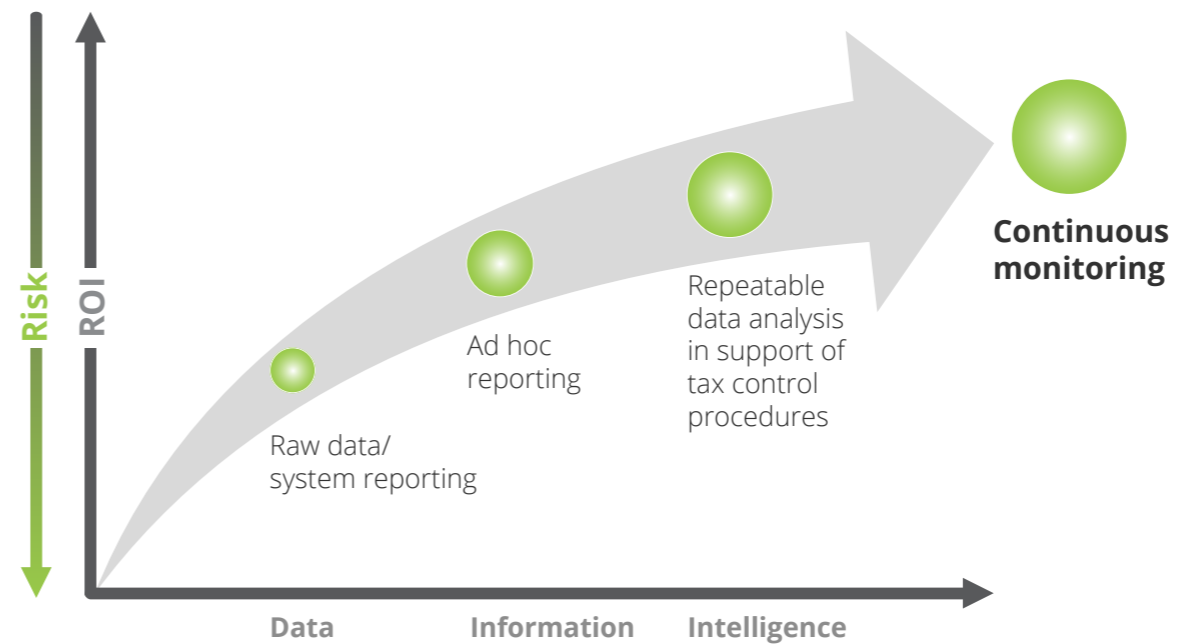 Risk
ROI
Continuous
monitoring
Repeatable
data analysis
in support of
tax control
procedures
Ad hoc
reporting
Raw data/
system reporting
Data
Information
Intelligence